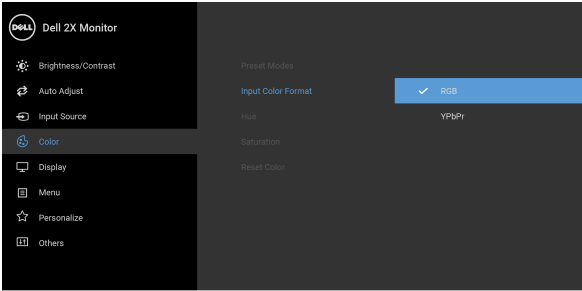 DELL Dell 2X Monitor
Brightness/Contrast
Auto Adjust
Input Source
Color
Display
Menu
Personalize
Others
Preset Modes
Input Color Format
Hue
Saturation
Reset Color
RGB
YPbPr